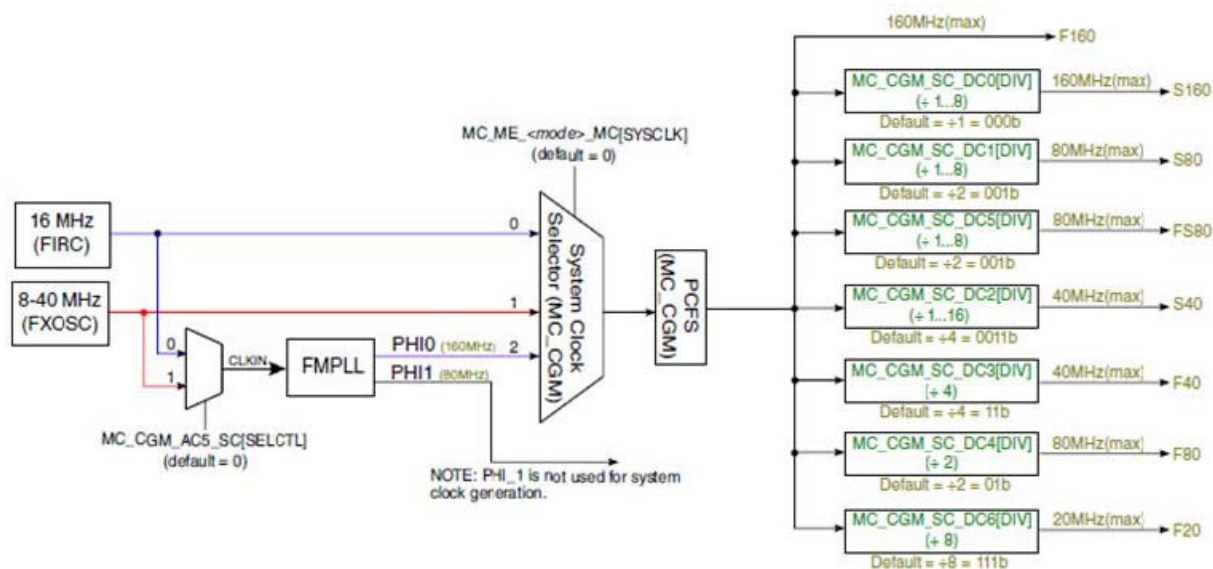 160MHz(max)
F160
MC_CGM_SC_DC0[DIV]
(÷ 1...8)
Default = ÷1 = 000b
160MHz(max)
S160
MC_ME_<mode>_MC[SYSCLK]
(default = 0)
MC_CGM_SC_DC1[DIV]
(÷ 1...8)
Default = ÷2 = 001b
80MHz(max)
S80
16 MHz
(FIRC)
0
MC_CGM_SC_DC5[DIV]
(÷ 1...8)
Default = ÷2 = 001b
80MHz(max)
FS80
8-40 MHz
(FXOSC)
1
System Clock
Selector (MC_CGM)
PCFS
(MC_CGM)
MC_CGM_SC_DC2[DIV]
(÷ 1...16)
Default = ÷4 = 0011b
40MHz(max)
S40
0
1
CLKIN
FMPLL
PHI0 (160MHz)
2
PHI1 (80MHz)
MC_CGM_SC_DC3[DIV]
(÷ 4)
Default = ÷4 = 11b
40MHz(max)
F40
MC_CGM_AC5_SC[SELCTL]
(default = 0)
NOTE: PHI_1 is not used for system
clock generation.
MC_CGM_SC_DC4[DIV]
(÷ 2)
Default = ÷2 = 01b
80MHz(max)
F80
MC_CGM_SC_DC6[DIV]
(÷ 8)
Default = ÷8 = 111b
20MHz(max)
F20